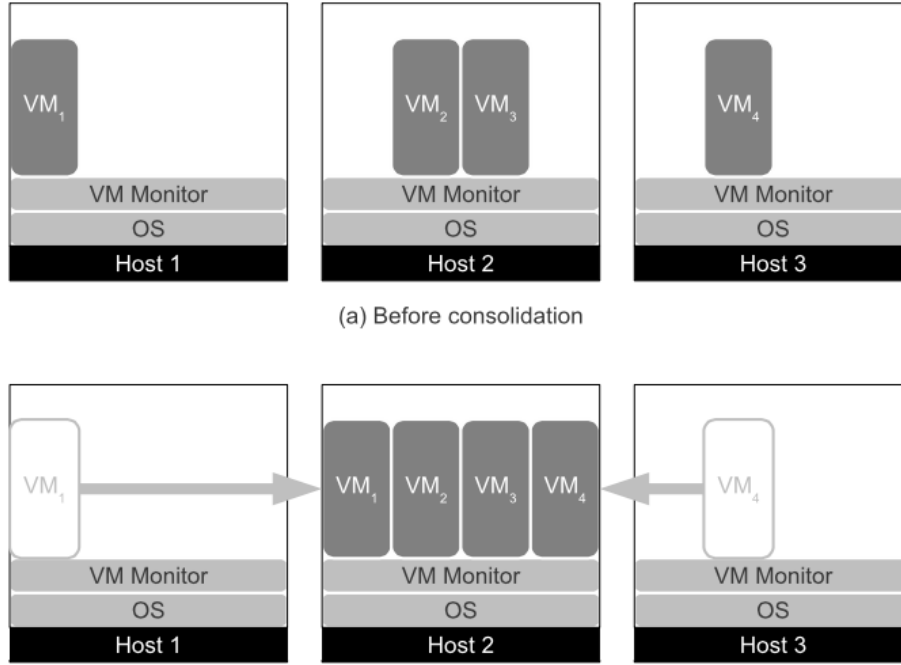 VM₁
VM₂ VM₃
VM₄
VM Monitor
OS
Host 1
VM Monitor
OS
Host 2
VM Monitor
OS
Host 3
(a) Before consolidation
VM₁
VM₁ VM₂ VM₃ VM₄
VM₄
VM Monitor
OS
Host 1
VM Monitor
OS
Host 2
VM Monitor
OS
Host 3